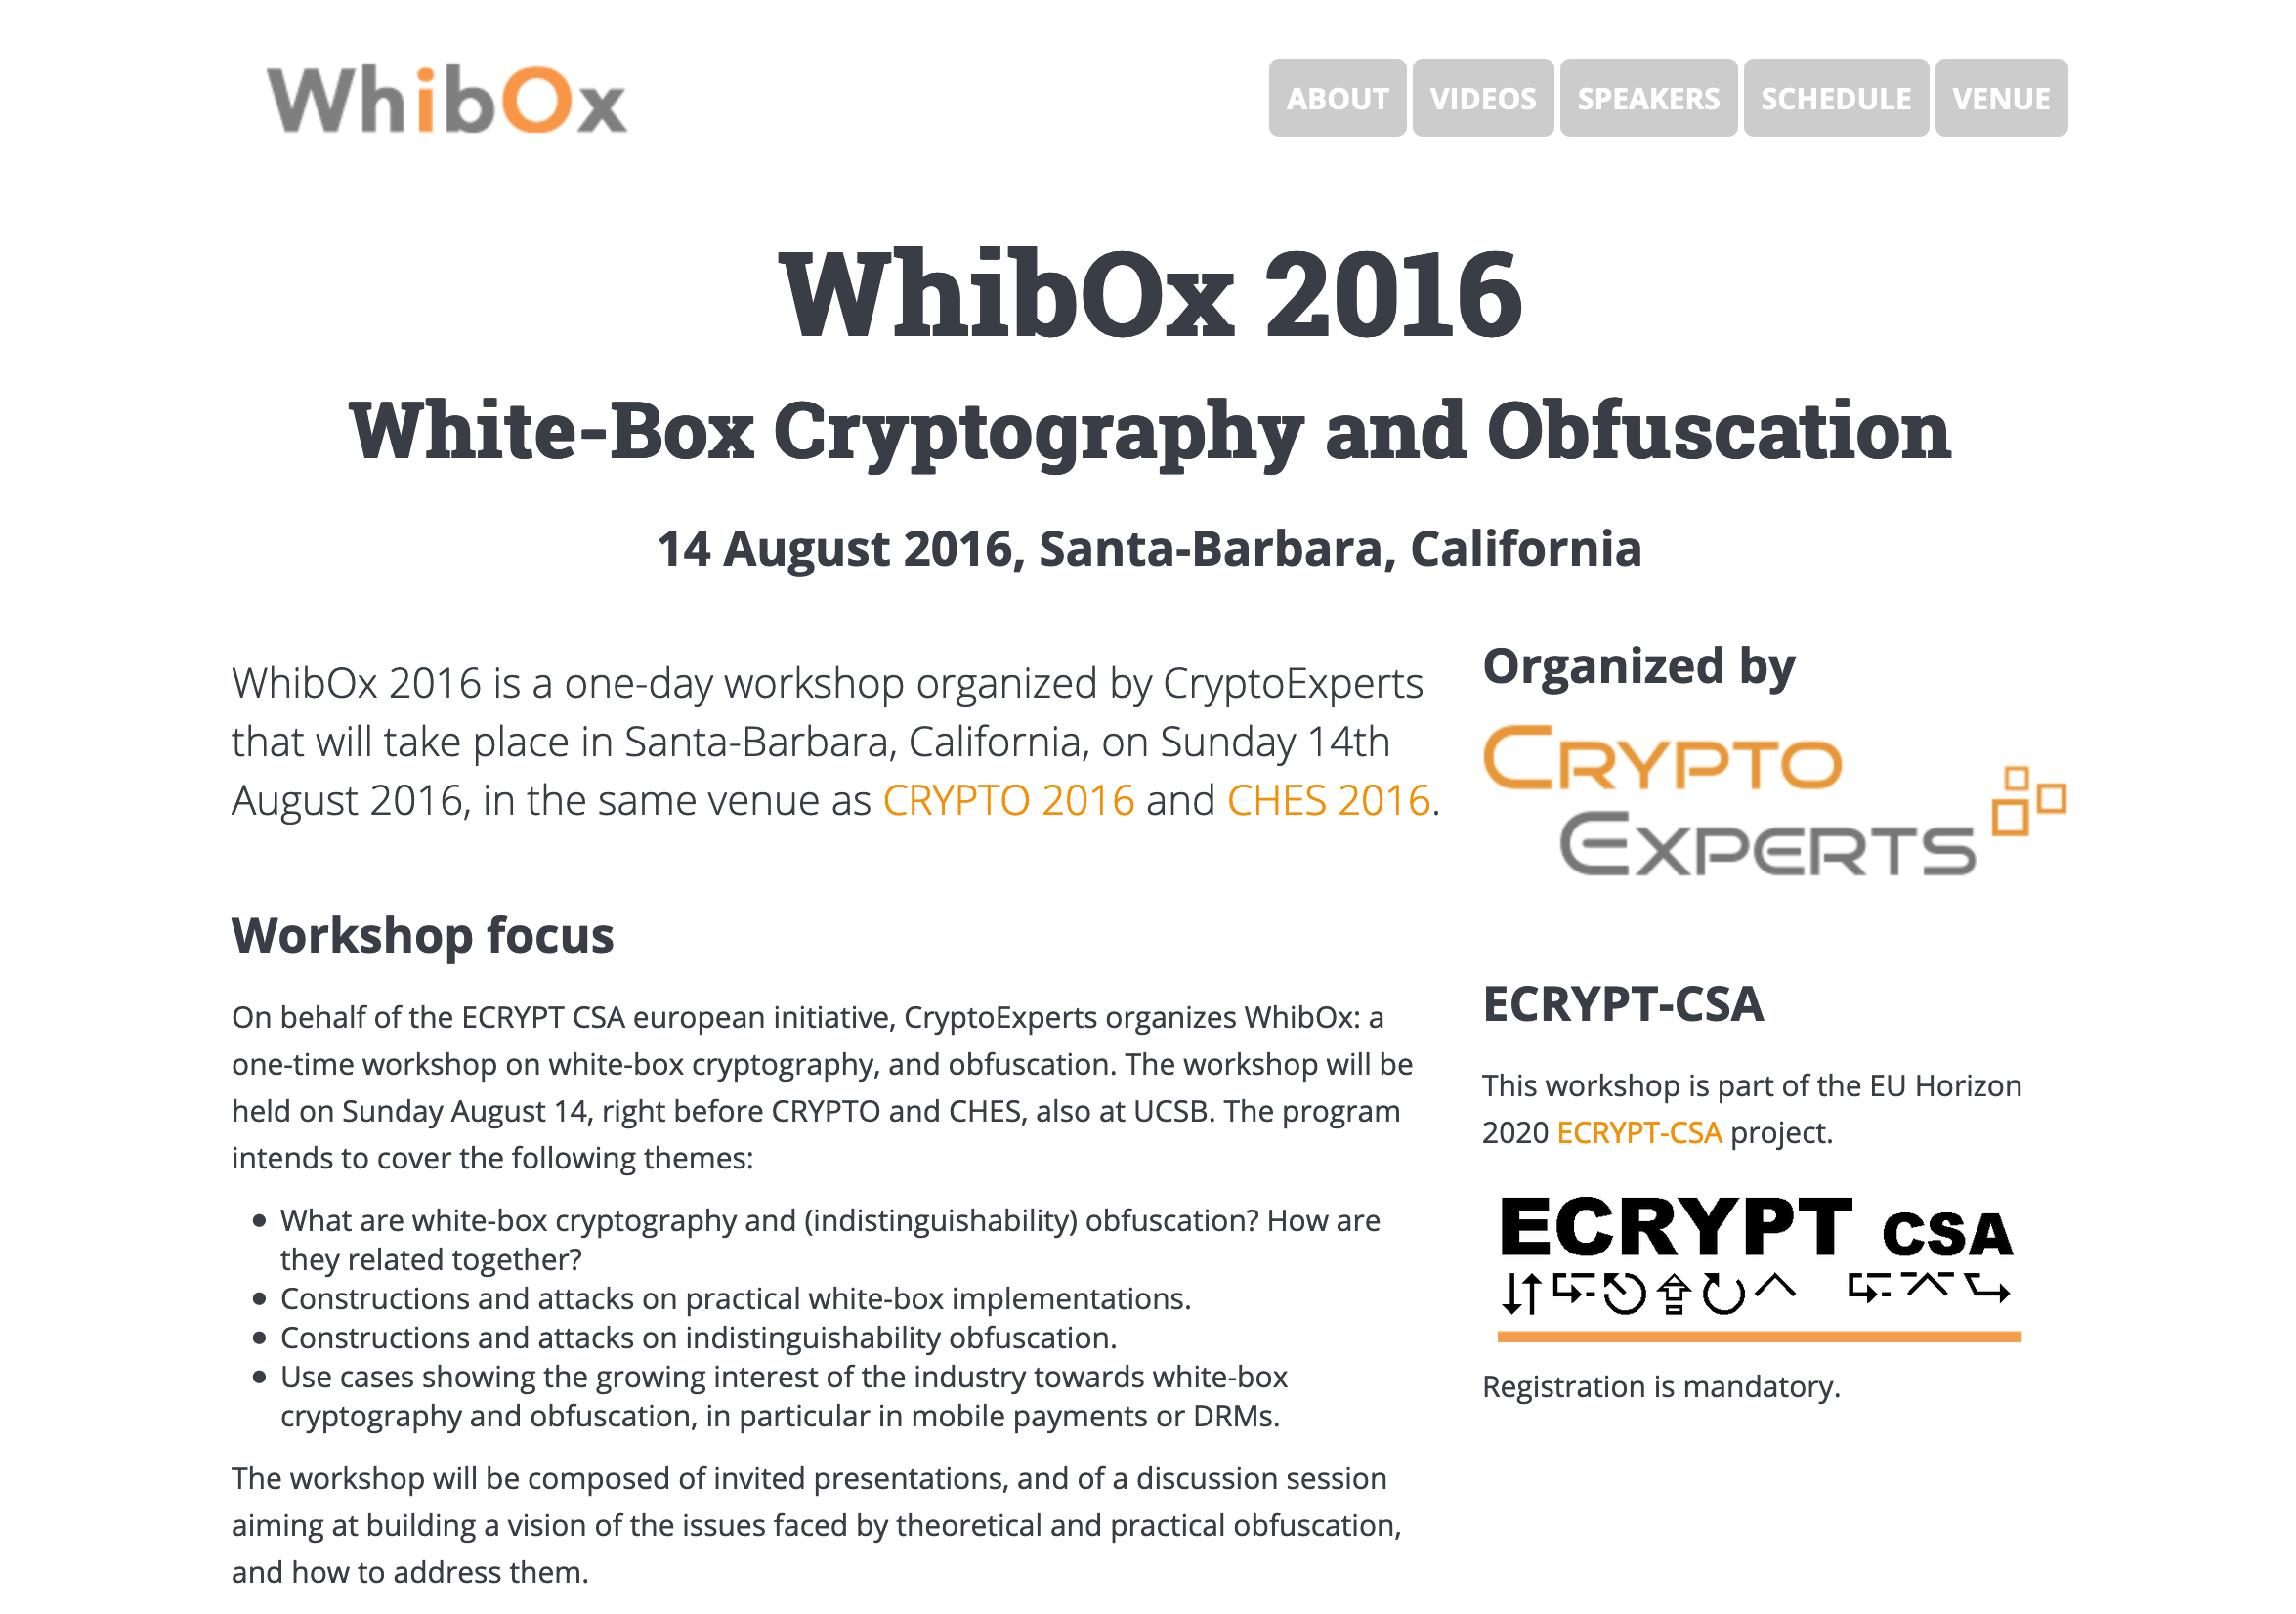 WhibOx
ABOUT VIDEOS SPEAKERS SCHEDULE VENUE
WhibOx 2016
White-Box Cryptography and Obfuscation
14 August 2016, Santa-Barbara, California
WhibOx 2016 is a one-day workshop organized by CryptoExperts
that will take place in Santa-Barbara, California, on Sunday 14th
August 2016, in the same venue as CRYPTO 2016 and CHES 2016.
Workshop focus
On behalf of the ECRYPT CSA european initiative, CryptoExperts organizes WhibOx: a
one-time workshop on white-box cryptography, and obfuscation. The workshop will be
held on Sunday August 14, right before CRYPTO and CHES, also at UCSB. The program
intends to cover the following themes:
• What are white-box cryptography and (indistinguishability) obfuscation? How are
they related together?
• Constructions and attacks on practical white-box implementations.
• Constructions and attacks on indistinguishability obfuscation.
• Use cases showing the growing interest of the industry towards white-box
cryptography and obfuscation, in particular in mobile payments or DRMs.
The workshop will be composed of invited presentations, and of a discussion session
aiming at building a vision of the issues faced by theoretical and practical obfuscation,
and how to address them.
Organized by
CRYPTO
EXPERTS
ECRYPT-CSA
This workshop is part of the EU Horizon
2020 ECRYPT-CSA project.
ECRYPT CSA
Registration is mandatory.